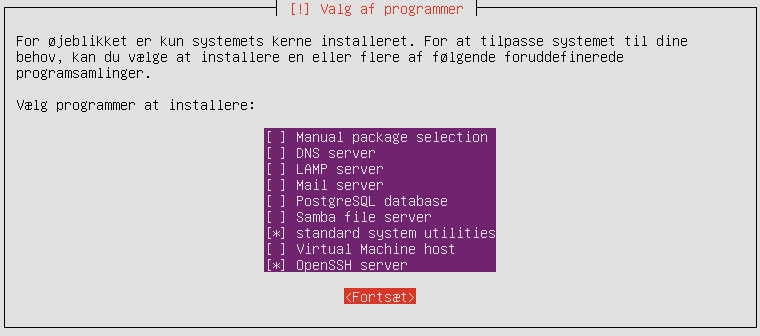 [!] Valg af programmer
For øjeblikket er kun systemets kerne installeret. For at tilpasse systemet til dine
behov, kan du vælge at installere en eller flere af følgende foruddefinerede
programsamlinger.
Vælg programmer at installere:
[ ] Manual package selection
[ ] DNS server
[ ] LAMP server
[ ] Mail server
[ ] PostgreSQL database
[ ] Samba file server
[*] standard system utilities
[ ] Virtual Machine host
[*] OpenSSH server
<Fortsæt>